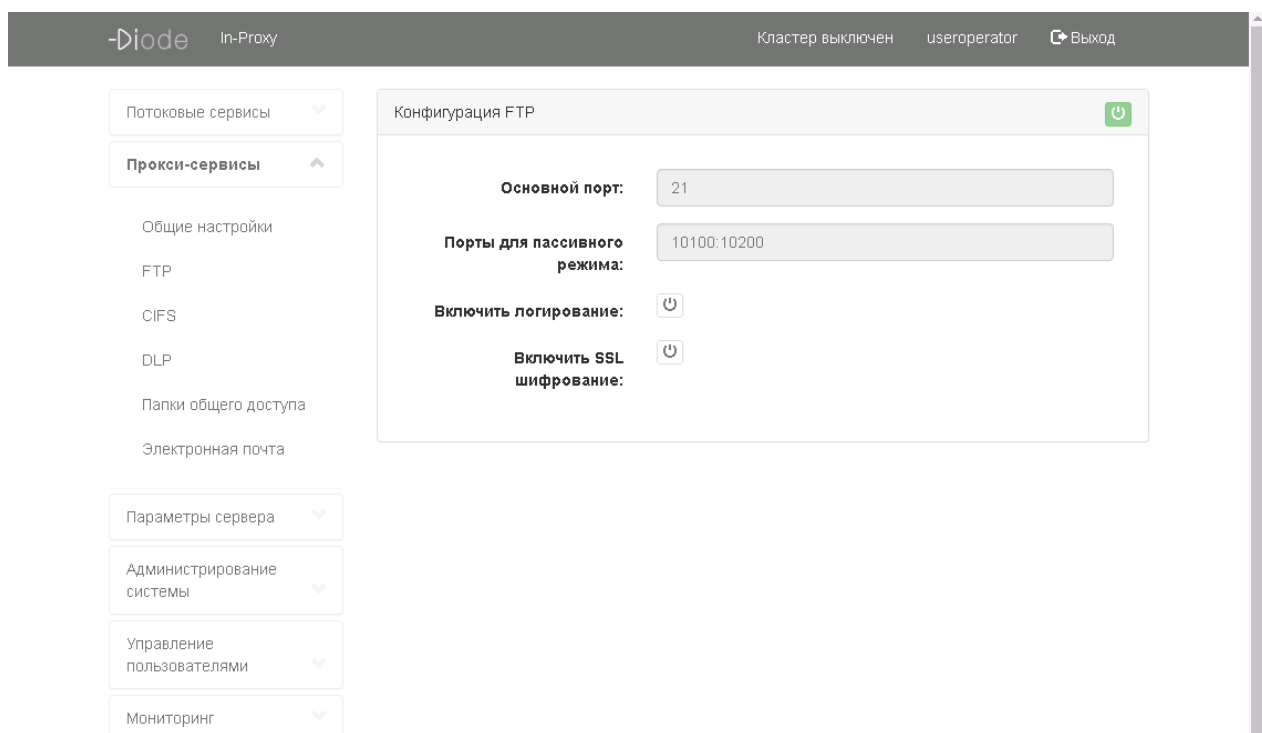 -Diode In-Proxy Кластер выключен useroperator Выход
Потоковые сервисы
Прокси-сервисы
Общие настройки
FTP
CIFS
DLP
Папки общего доступа
Электронная почта
Параметры сервера
Администрирование
системы
Управление
пользователями
Мониторинг
Конфигурация FTP
Основной порт: 21
Порты для пассивного
режима: 10100:10200
Включить логирование:
Включить SSL
шифрование: